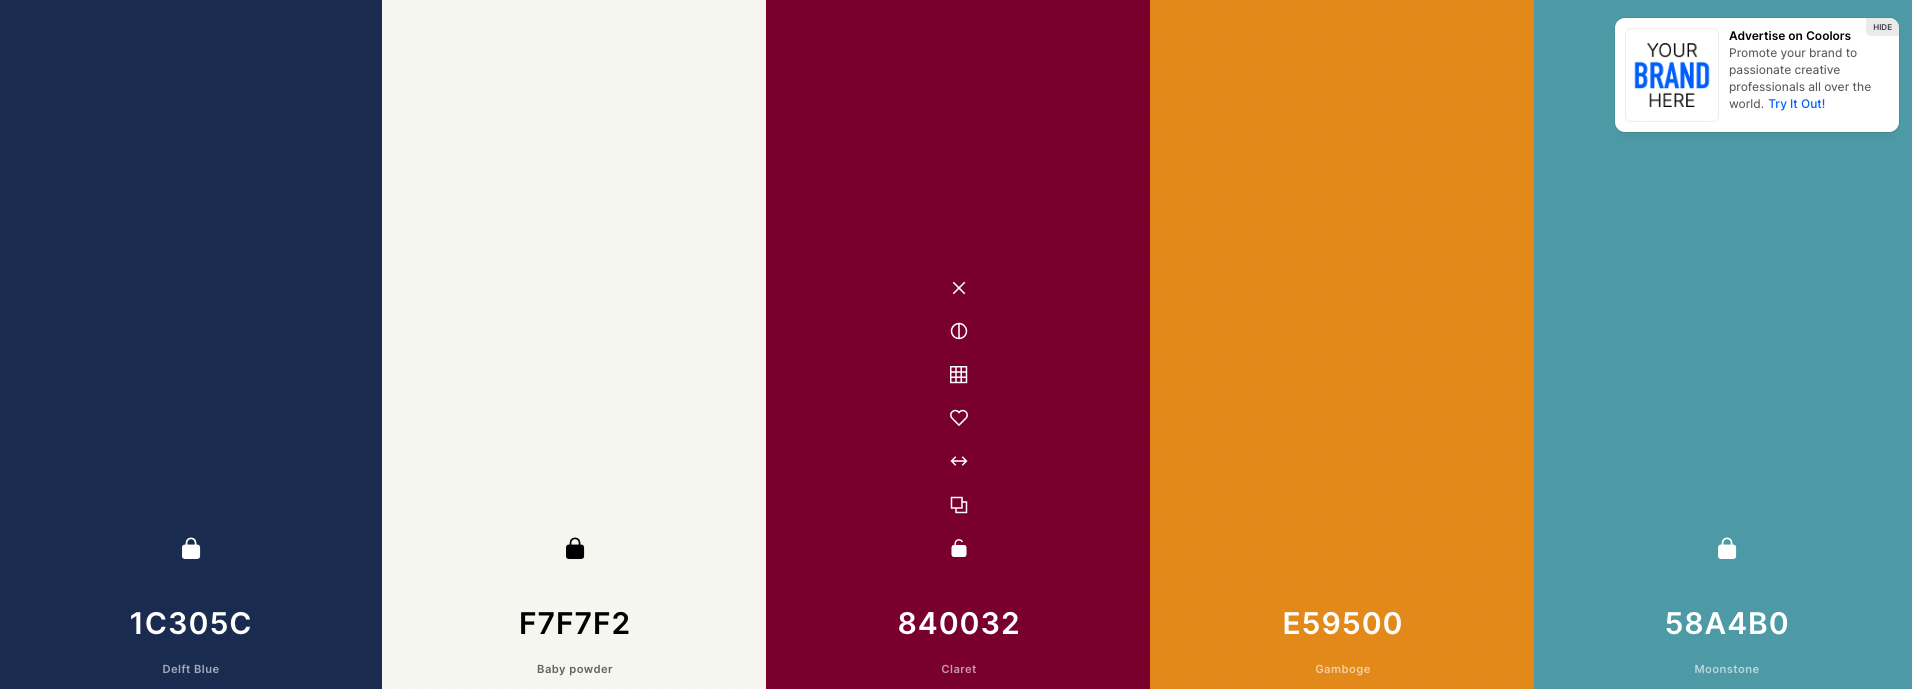 HIDE
YOUR
BRAND
HERE
Advertise on Coolors
Promote your brand to
passionate creative
professionals all over the
world. Try It Out!
1C305C
Delft Blue
F7F7F2
Baby powder
840032
Claret
E59500
Gamboge
58A4B0
Moonstone